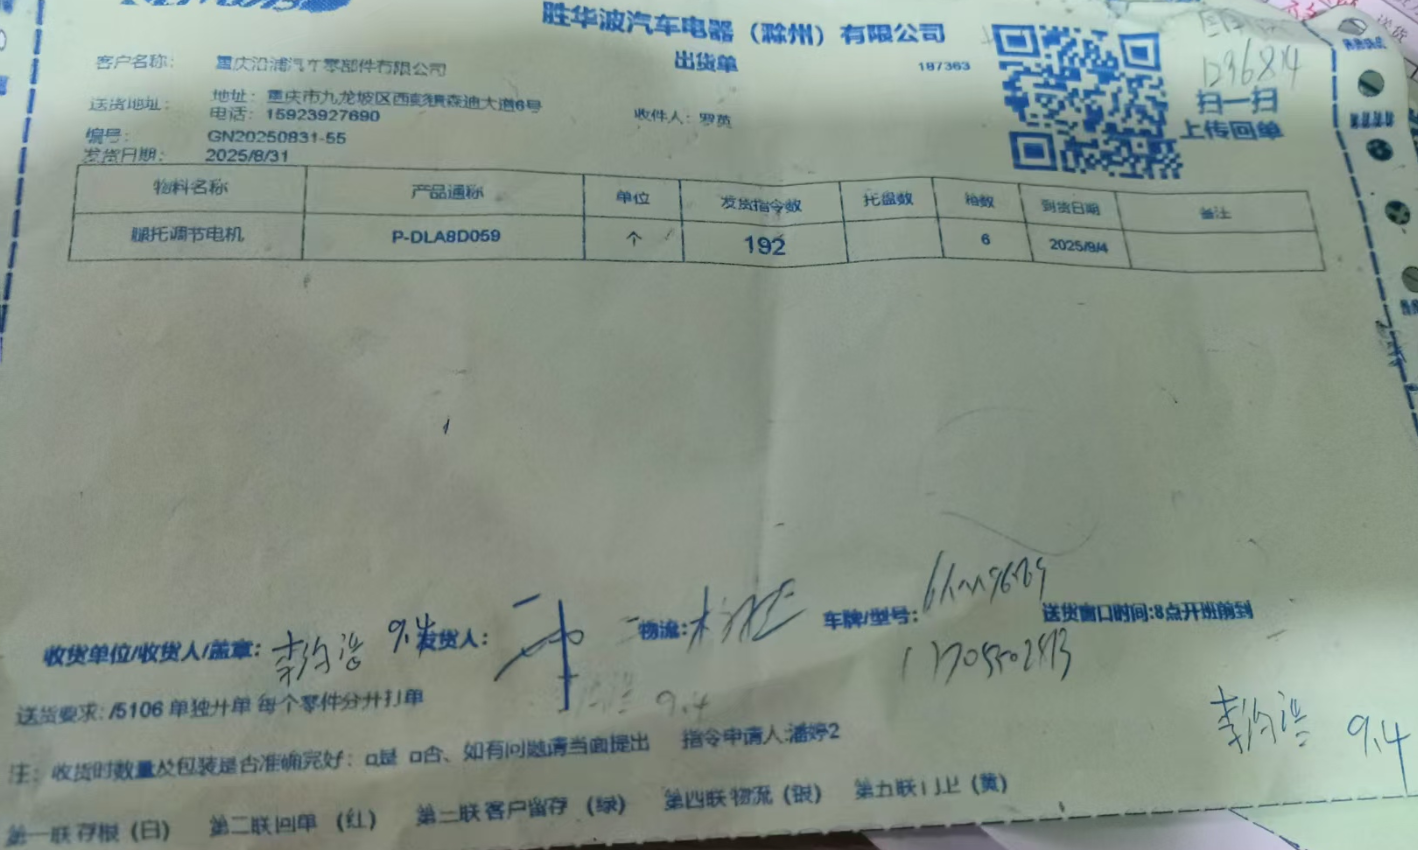 胜华波汽车电器（滁州）有限公司
出货单
187363
客户名称： 重庆沿浦汽车零部件有限公司
送货地址： 地址：重庆市九龙坡区西彭镇森迪大道6号
电话：15923927690
收件人：罗英
编号： GN20250831-55
发货日期： 2025/8/31
扫一扫
上传回单
物料名称 产品通称 单位 发货指令数 托盘数 箱数 到货日期 备注
腿托调节电机 P-DLA8D059 个 192 6 2025/9/4
收货单位/收货人/盖章： 发货人： 物流： 车牌/型号： 送货窗口时间:8点开班前到
送货要求：/5106 单独开单 每个零件分开打单
9.4
9.4
注：收货时数量及包装是否准确完好：□是 □否、如有问题请当面提出 指令申请人:潘婷2
第一联 存根（白） 第二联 回单 （红） 第三联 客户留存 （绿） 第四联 物流（银） 第五联 门卫（黄）